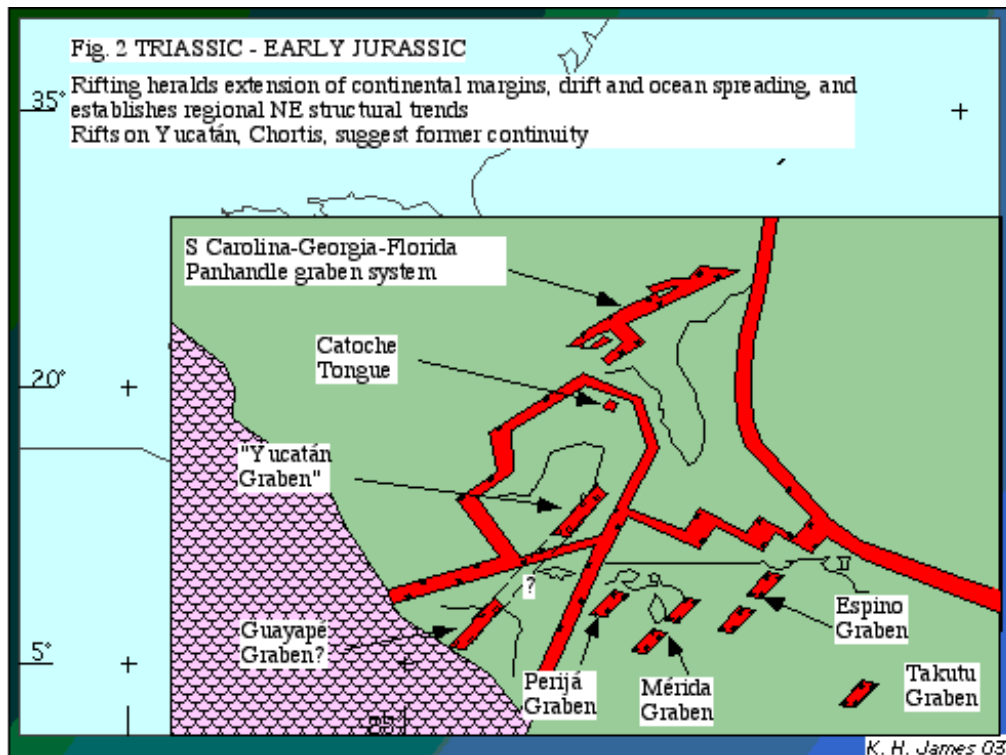 Fig. 2 TRIASSIC - EARLY JURASSIC
Rifting heralds extension of continental margins, drift and ocean spreading, and
establishes regional NE structural trends
Rifts on Yucatán, Chortis, suggest former continuity
35°
S Carolina-Georgia-Florida
Panhandle graben system
Catoche
Tongue
20°
"Yucatán
Graben"
?
Guayapé
Graben?
Espino
Graben
5°
Perijá
Graben
Mérida
Graben
Takutu
Graben
85°
K. H. James 03